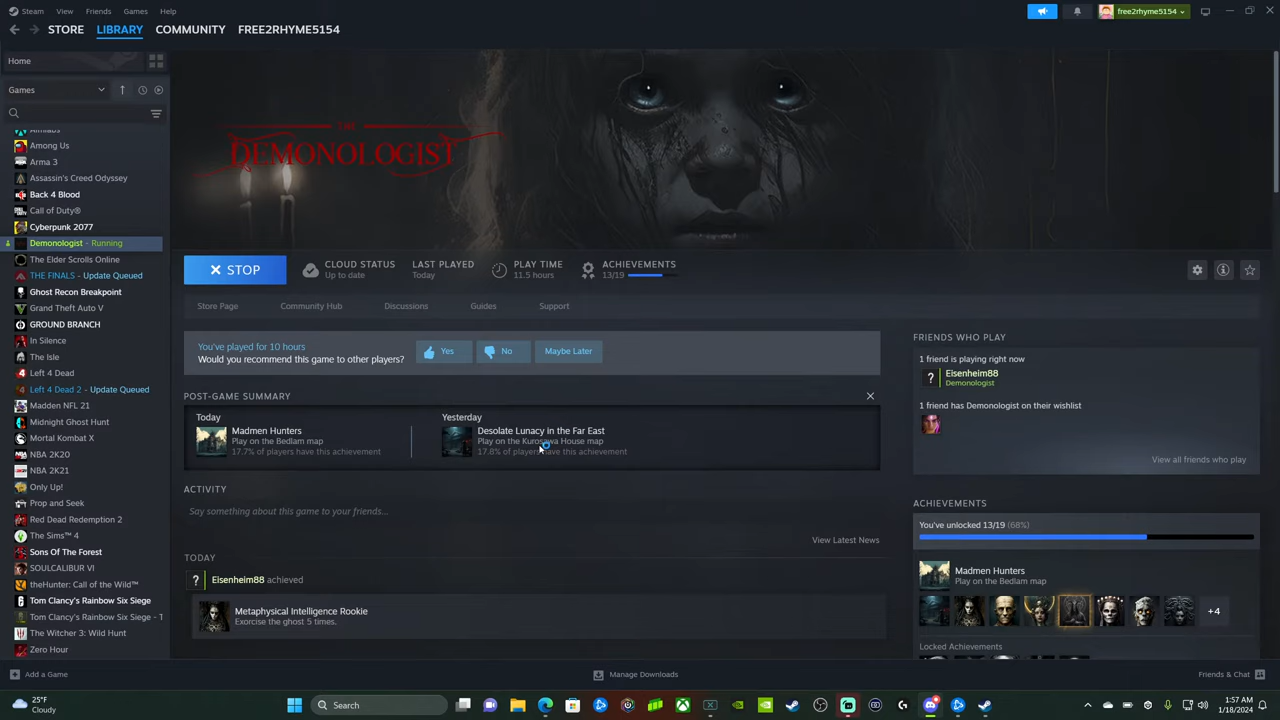 Steam View Friends Games Help
free2rhyme5154
STORE LIBRARY COMMUNITY FREE2RHYME5154
Home
Games
THE
DEMONOLOGIST
Aimlabs
Among Us
Arma 3
Assassin's Creed Odyssey
Back 4 Blood
Call of Duty®
Cyberpunk 2077
Demonologist - Running
The Elder Scrolls Online
THE FINALS - Update Queued
Ghost Recon Breakpoint
Grand Theft Auto V
GROUND BRANCH
In Silence
The Isle
Left 4 Dead
Left 4 Dead 2 - Update Queued
Madden NFL 21
Midnight Ghost Hunt
Mortal Kombat X
NBA 2K20
NBA 2K21
Only Up!
Prop and Seek
Red Dead Redemption 2
The Sims™ 4
Sons Of The Forest
SOULCALIBUR VI
theHunter: Call of the Wild™
Tom Clancy's Rainbow Six Siege
Tom Clancy's Rainbow Six Siege - T
The Witcher 3: Wild Hunt
Zero Hour
STOP
CLOUD STATUS
Up to date
LAST PLAYED
Today
PLAY TIME
11.5 hours
ACHIEVEMENTS
13/19
Store Page Community Hub Discussions Guides Support
You've played for 10 hours
Would you recommend this game to other players?
Yes No Maybe Later
POST-GAME SUMMARY
Today
Madmen Hunters
Play on the Bedlam map
17.7% of players have this achievement
Yesterday
Desolate Lunacy in the Far East
Play on the Kurosawa House map
17.8% of players have this achievement
ACTIVITY
Say something about this game to your friends...
View Latest News
TODAY
? Eisenheim88 achieved
Metaphysical Intelligence Rookie
Exorcise the ghost 5 times.
FRIENDS WHO PLAY
1 friend is playing right now
? Eisenheim88
Demonologist
1 friend has Demonologist on their wishlist
View all friends who play
ACHIEVEMENTS
You've unlocked 13/19 (68%)
Madmen Hunters
Play on the Bedlam map
+4
Locked Achievements
Add a Game
Manage Downloads
Friends & Chat
25°F
Cloudy
Search
1:57 AM
1/18/2024